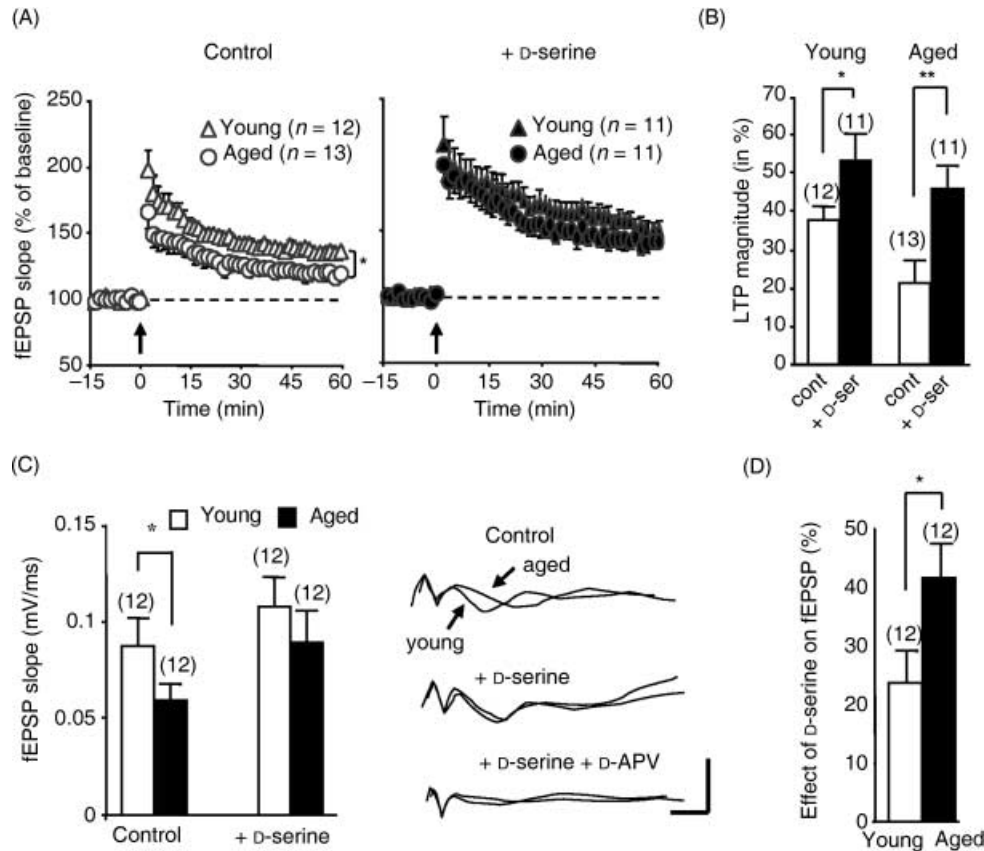 (A)
Control
+ D-serine
fEPSP slope (% of baseline)
250
200
150
100
50
Young (n = 12)
Aged (n = 13)
*
Young (n = 11)
Aged (n = 11)
−15 0 15 30 45 60
Time (min)
−15 0 15 30 45 60
Time (min)
(B)
Young Aged
* **
LTP magnitude (in %)
70
60
50
40
30
20
10
0
(12) (11) (13) (11)
cont
+ D-ser
cont
+ D-ser
(C)
Young Aged
fEPSP slope (mV/ms)
0.15
0.1
0.05
0
*
(12) (12) (12) (12)
Control + D-serine
Control
aged
young
+ D-serine
+ D-serine + D-APV
(D)
*
Effect of D-serine on fEPSP (%)
50
40
30
20
10
0
(12) (12)
Young Aged